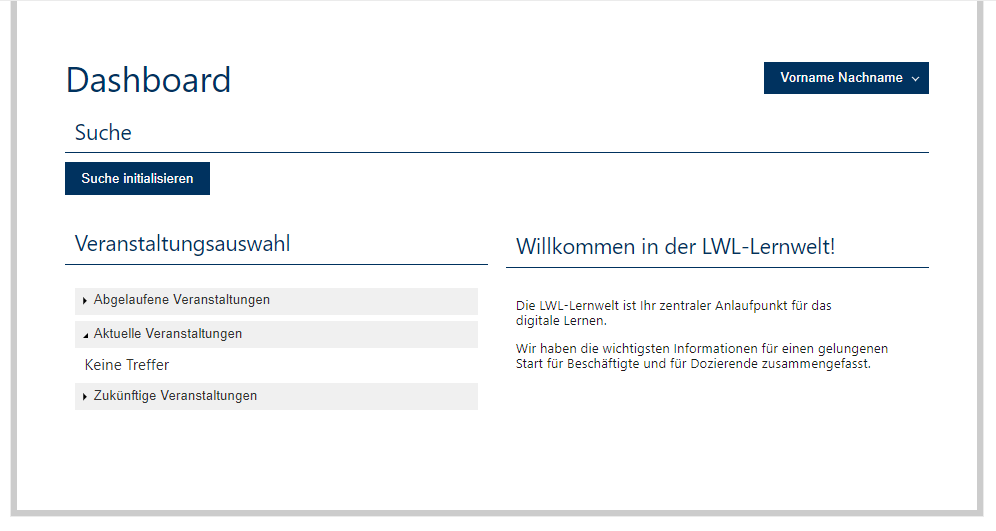 Dashboard
Vorname Nachname
Suche
Suche initialisieren
Veranstaltungsauswahl
Abgelaufene Veranstaltungen
Aktuelle Veranstaltungen
Keine Treffer
Zukünftige Veranstaltungen
Willkommen in der LWL-Lernwelt!
Die LWL-Lernwelt ist Ihr zentraler Anlaufpunkt für das
digitale Lernen.
Wir haben die wichtigsten Informationen für einen gelungenen
Start für Beschäftigte und für Dozierende zusammengefasst.